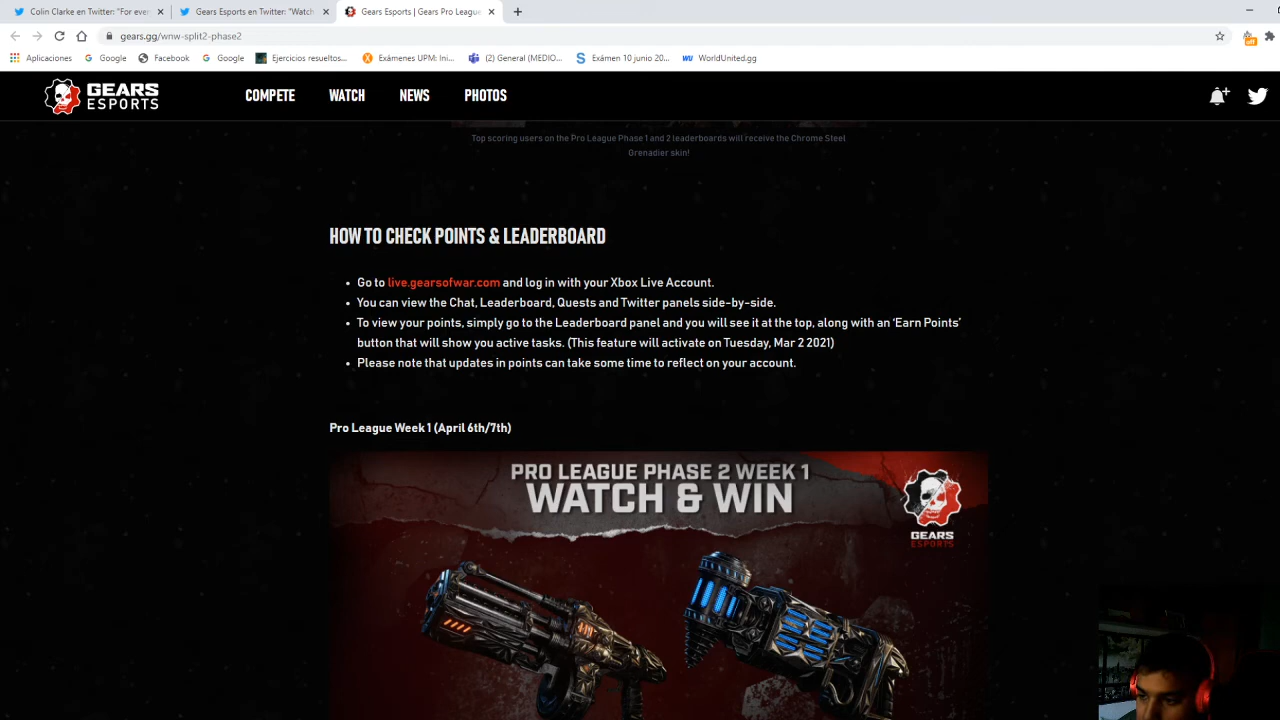 Colin Clarke en Twitter: "For ever
Gears Esports en Twitter: "Watch
Gears Esports | Gears Pro League
gears.gg/wnw-split2-phase2
Aplicaciones
Google
Facebook
Google
Ejercicios resueltos...
Exámenes UPM: Ini...
(2) General (MEDIO...
Exámen 10 junio 20...
WU
WorldUnited.gg
off
GEARS
ESPORTS
COMPETE
WATCH
NEWS
PHOTOS
Top scoring users on the Pro League Phase 1 and 2 leaderboards will receive the Chrome Steel
Grenadier skin!
HOW TO CHECK POINTS & LEADERBOARD
• Go to live.gearsofwar.com and log in with your Xbox Live Account.
• You can view the Chat, Leaderboard, Quests and Twitter panels side-by-side.
• To view your points, simply go to the Leaderboard panel and you will see it at the top, along with an ‘Earn Points’
button that will show you active tasks. (This feature will activate on Tuesday, Mar 2 2021)
• Please note that updates in points can take some time to reflect on your account.
Pro League Week 1 (April 6th/7th)
PRO LEAGUE PHASE 2 WEEK 1
WATCH & WIN
GEARS
ESPORTS